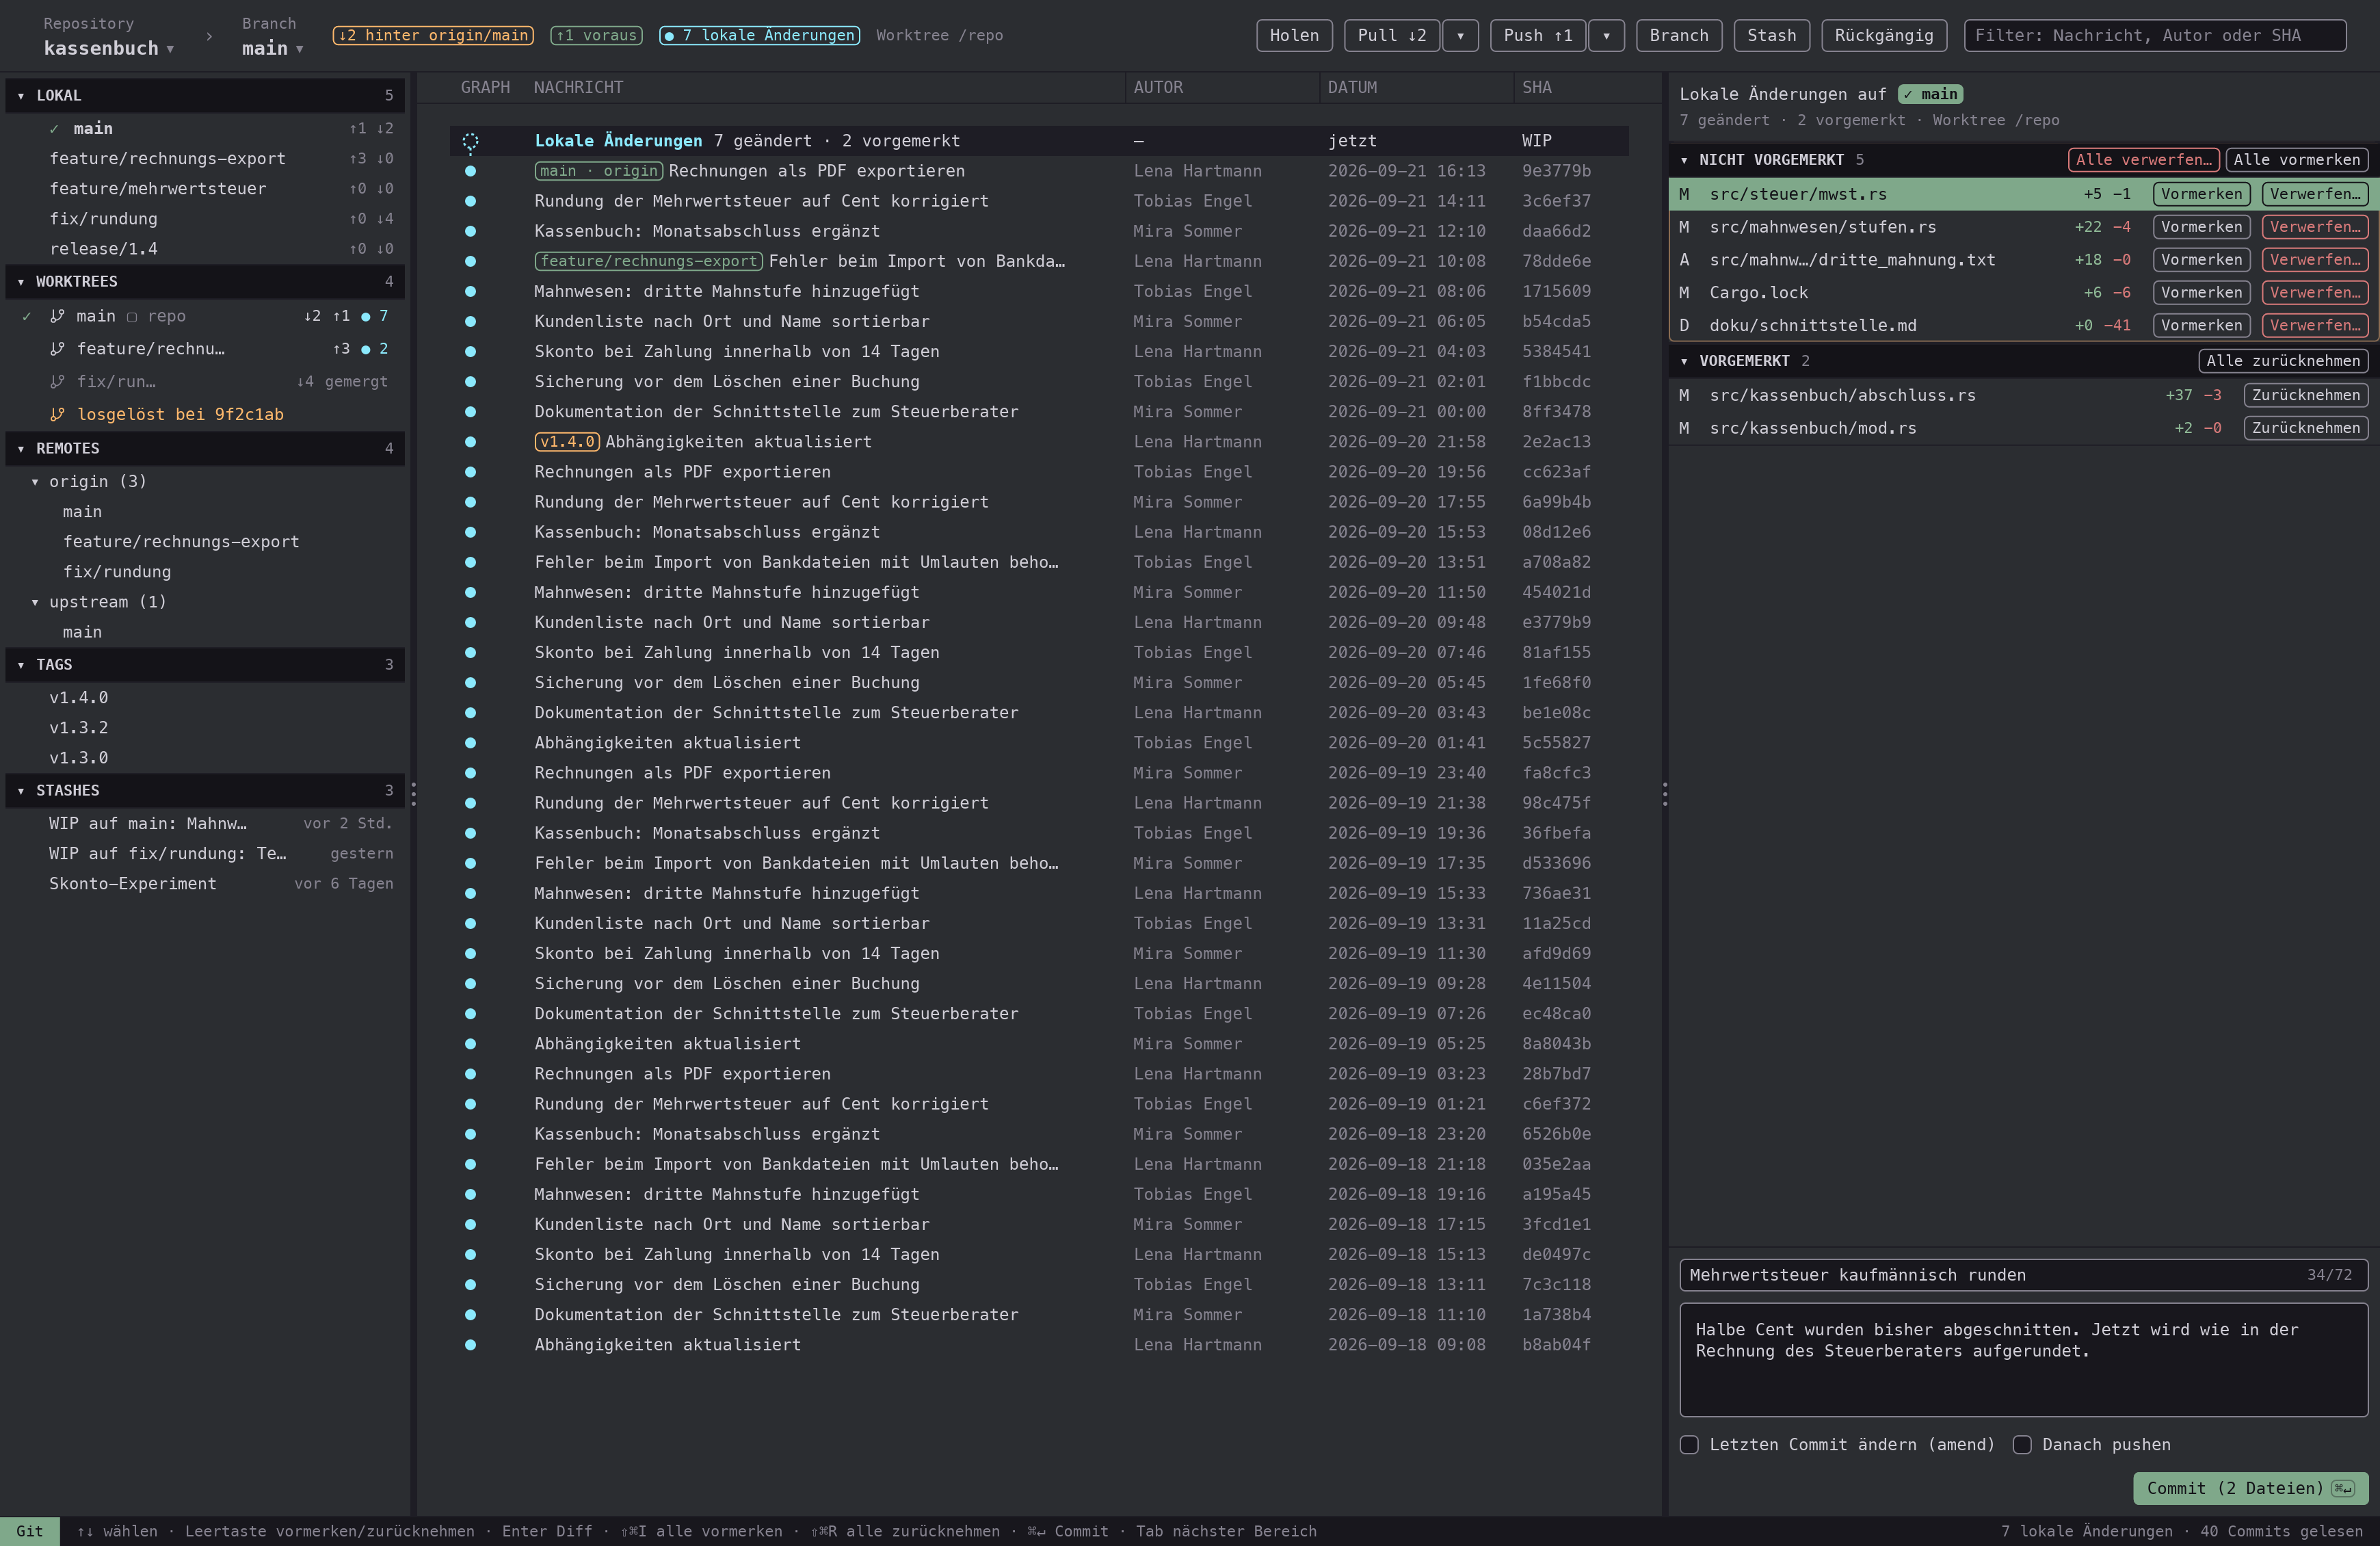 Repository
kassenbuch ▾
›
Branch
main ▾
↓2 hinter origin/main
↑1 voraus
● 7 lokale Änderungen
Worktree /repo
Holen
Pull ↓2 ▾
Push ↑1 ▾
Branch
Stash
Rückgängig
Filter: Nachricht, Autor oder SHA
▾ LOKAL 5
✓ main ↑1 ↓2
feature/rechnungs-export ↑3 ↓0
feature/mehrwertsteuer ↑0 ↓0
fix/rundung ↑0 ↓4
release/1.4 ↑0 ↓0
▾ WORKTREES 4
✓ main ▢ repo ↓2 ↑1 ● 7
feature/rechnu… ↑3 ● 2
fix/run… ↓4 gemergt
losgelöst bei 9f2c1ab
▾ REMOTES 4
▾ origin (3)
main
feature/rechnungs-export
fix/rundung
▾ upstream (1)
main
▾ TAGS 3
v1.4.0
v1.3.2
v1.3.0
▾ STASHES 3
WIP auf main: Mahnw… vor 2 Std.
WIP auf fix/rundung: Te… gestern
Skonto-Experiment vor 6 Tagen
GRAPH NACHRICHT AUTOR DATUM SHA
Lokale Änderungen 7 geändert · 2 vorgemerkt — jetzt WIP
main · origin Rechnungen als PDF exportieren Lena Hartmann 2026-09-21 16:13 9e3779b
Rundung der Mehrwertsteuer auf Cent korrigiert Tobias Engel 2026-09-21 14:11 3c6ef37
Kassenbuch: Monatsabschluss ergänzt Mira Sommer 2026-09-21 12:10 daa66d2
feature/rechnungs-export Fehler beim Import von Bankda… Lena Hartmann 2026-09-21 10:08 78dde6e
Mahnwesen: dritte Mahnstufe hinzugefügt Tobias Engel 2026-09-21 08:06 1715609
Kundenliste nach Ort und Name sortierbar Mira Sommer 2026-09-21 06:05 b54cda5
Skonto bei Zahlung innerhalb von 14 Tagen Lena Hartmann 2026-09-21 04:03 5384541
Sicherung vor dem Löschen einer Buchung Tobias Engel 2026-09-21 02:01 f1bbcdc
Dokumentation der Schnittstelle zum Steuerberater Mira Sommer 2026-09-21 00:00 8ff3478
v1.4.0 Abhängigkeiten aktualisiert Lena Hartmann 2026-09-20 21:58 2e2ac13
Rechnungen als PDF exportieren Tobias Engel 2026-09-20 19:56 cc623af
Rundung der Mehrwertsteuer auf Cent korrigiert Mira Sommer 2026-09-20 17:55 6a99b4b
Kassenbuch: Monatsabschluss ergänzt Lena Hartmann 2026-09-20 15:53 08d12e6
Fehler beim Import von Bankdateien mit Umlauten beho… Tobias Engel 2026-09-20 13:51 a708a82
Mahnwesen: dritte Mahnstufe hinzugefügt Mira Sommer 2026-09-20 11:50 454021d
Kundenliste nach Ort und Name sortierbar Lena Hartmann 2026-09-20 09:48 e3779b9
Skonto bei Zahlung innerhalb von 14 Tagen Tobias Engel 2026-09-20 07:46 81af155
Sicherung vor dem Löschen einer Buchung Mira Sommer 2026-09-20 05:45 1fe68f0
Dokumentation der Schnittstelle zum Steuerberater Lena Hartmann 2026-09-20 03:43 be1e08c
Abhängigkeiten aktualisiert Tobias Engel 2026-09-20 01:41 5c55827
Rechnungen als PDF exportieren Mira Sommer 2026-09-19 23:40 fa8cfc3
Rundung der Mehrwertsteuer auf Cent korrigiert Lena Hartmann 2026-09-19 21:38 98c475f
Kassenbuch: Monatsabschluss ergänzt Tobias Engel 2026-09-19 19:36 36fbefa
Fehler beim Import von Bankdateien mit Umlauten beho… Mira Sommer 2026-09-19 17:35 d533696
Mahnwesen: dritte Mahnstufe hinzugefügt Lena Hartmann 2026-09-19 15:33 736ae31
Kundenliste nach Ort und Name sortierbar Tobias Engel 2026-09-19 13:31 11a25cd
Skonto bei Zahlung innerhalb von 14 Tagen Mira Sommer 2026-09-19 11:30 afd9d69
Sicherung vor dem Löschen einer Buchung Lena Hartmann 2026-09-19 09:28 4e11504
Dokumentation der Schnittstelle zum Steuerberater Tobias Engel 2026-09-19 07:26 ec48ca0
Abhängigkeiten aktualisiert Mira Sommer 2026-09-19 05:25 8a8043b
Rechnungen als PDF exportieren Lena Hartmann 2026-09-19 03:23 28b7bd7
Rundung der Mehrwertsteuer auf Cent korrigiert Tobias Engel 2026-09-19 01:21 c6ef372
Kassenbuch: Monatsabschluss ergänzt Mira Sommer 2026-09-18 23:20 6526b0e
Fehler beim Import von Bankdateien mit Umlauten beho… Lena Hartmann 2026-09-18 21:18 035e2aa
Mahnwesen: dritte Mahnstufe hinzugefügt Tobias Engel 2026-09-18 19:16 a195a45
Kundenliste nach Ort und Name sortierbar Mira Sommer 2026-09-18 17:15 3fcd1e1
Skonto bei Zahlung innerhalb von 14 Tagen Lena Hartmann 2026-09-18 15:13 de0497c
Sicherung vor dem Löschen einer Buchung Tobias Engel 2026-09-18 13:11 7c3c118
Dokumentation der Schnittstelle zum Steuerberater Mira Sommer 2026-09-18 11:10 1a738b4
Abhängigkeiten aktualisiert Lena Hartmann 2026-09-18 09:08 b8ab04f
Lokale Änderungen auf ✓ main
7 geändert · 2 vorgemerkt · Worktree /repo
▾ NICHT VORGEMERKT 5 Alle verwerfen… Alle vormerken
M src/steuer/mwst.rs +5 −1 Vormerken Verwerfen…
M src/mahnwesen/stufen.rs +22 −4 Vormerken Verwerfen…
A src/mahnw…/dritte_mahnung.txt +18 −0 Vormerken Verwerfen…
M Cargo.lock +6 −6 Vormerken Verwerfen…
D doku/schnittstelle.md +0 −41 Vormerken Verwerfen…
▾ VORGEMERKT 2 Alle zurücknehmen
M src/kassenbuch/abschluss.rs +37 −3 Zurücknehmen
M src/kassenbuch/mod.rs +2 −0 Zurücknehmen
Mehrwertsteuer kaufmännisch runden 34/72
Halbe Cent wurden bisher abgeschnitten. Jetzt wird wie in der
Rechnung des Steuerberaters aufgerundet.
Letzten Commit ändern (amend)
Danach pushen
Commit (2 Dateien) ⌘↵
Git ↑↓ wählen · Leertaste vormerken/zurücknehmen · Enter Diff · ⇧⌘I alle vormerken · ⇧⌘R alle zurücknehmen · ⌘↵ Commit · Tab nächster Bereich
7 lokale Änderungen · 40 Commits gelesen